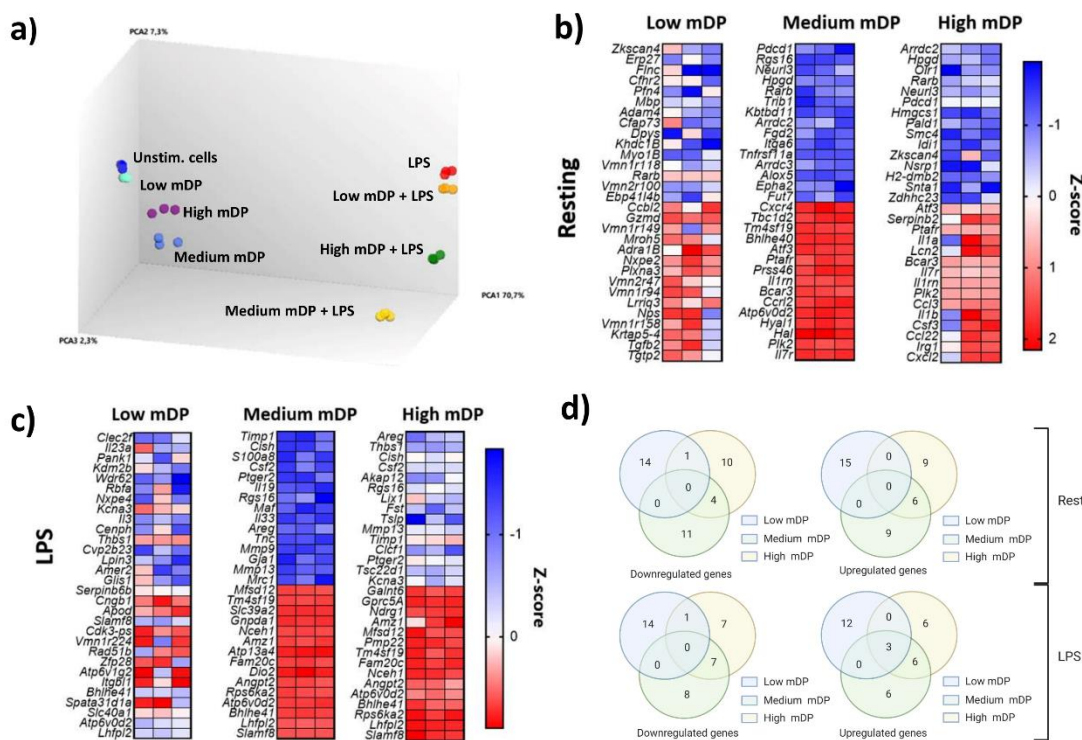 a)
PCA2 7,3%
Unstim. cells
Low mDP
High mDP
Medium mDP
LPS
Low mDP + LPS
High mDP + LPS
Medium mDP + LPS
PCA1 70,7%
PCA3 2,3%
b)
Resting
Low mDP
Zkscan4
Erp27
Flnc
Cfhr2
Pfn4
Mbp
Adam4
Cfap73
Dpys
Khdc1B
Myo1B
Vmn1r118
Rarb
Vmn2r100
Ebp41l4b
Ccbl2
Gzmd
Vmn1r149
Mroh5
Adra1B
Nxpe2
Plxna3
Vmn2r47
Vmn1r94
Lrriq3
Nps
Vmn1r158
Krtap5-4
Tgfb2
Tgtp2
Medium mDP
Pdcd1
Rgs16
Neurl3
Hpgd
Rarb
Trib1
Kbtbd11
Arrdc2
Fgd2
Itga6
Tnfrsf11a
Arrdc3
Alox5
Epha2
Fut7
Cxcr4
Tbc1d2
Tm4sf19
Bhlhe40
Atf3
Ptafr
Prss46
Il1rn
Bcar3
Ccrl2
Atp6v0d2
Hyal1
Hal
Plk2
Il7r
High mDP
Arrdc2
Hpgd
Olr1
Rarb
Neurl3
Pdcd1
Hmgcs1
Pald1
Smc4
Idi1
Zkscan4
Nsrp1
H2-dmb2
Snta1
Zdhhc23
Atf3
Serpinb2
Ptafr
Il1a
Lcn2
Bcar3
Il7r
Il1rn
Plk2
Ccl3
Il1b
Csf3
Ccl22
Irg1
Cxcl2
-1
0
1
2
Z-score
c)
LPS
Low mDP
Clec2f
Il23a
Pank1
Kdm2b
Wdr62
Rbfa
Nxpe4
Kcna3
Il3
Cenph
Thbs1
Cvp2b23
Lpin3
Amer2
Glis1
Serpinb6b
Cngb1
Apod
Slamf8
Cdk3-ps
Vmn1r224
Rad51b
Zfp28
Atp6v1g2
Itgbl1
Bhlhe41
Spata31d1a
Slc40a1
Atp6v0d2
Lhfpl2
Medium mDP
Timp1
Cish
S100a8
Csf2
Ptger2
Il19
Rgs16
Maf
Il33
Areg
Tnc
Mmp9
Gja1
Mmp13
Mrc1
Mfsd12
Tm4sf19
Slc39a2
Gnpda1
Nceh1
Amz1
Atp13a4
Fam20c
Dio2
Angpt2
Rps6ka2
Atp6v0d2
Bhlhe41
Lhfpl2
Slamf8
High mDP
Areg
Thbs1
Cish
Csf2
Akap12
Rgs16
Lix1
Fst
Tslp
Mmp13
Timp1
Clcf1
Ptger2
Tsc22d1
Kcna3
Galnt6
Gprc5A
Ndrg1
Amz1
Mfsd12
Pmp22
Tm4sf19
Fam20c
Nceh1
Angpt2
Atp6v0d2
Bhlhe41
Rps6ka2
Lhfpl2
Slamf8
-1
0
Z-score
d)
14
1
10
0
0
4
11
Low mDP
Medium mDP
High mDP
Downregulated genes
15
0
9
0
0
6
9
Low mDP
Medium mDP
High mDP
Upregulated genes
Rest
14
1
7
0
0
7
8
Low mDP
Medium mDP
High mDP
Downregulated genes
12
0
6
3
0
6
6
Low mDP
Medium mDP
High mDP
Upregulated genes
LPS